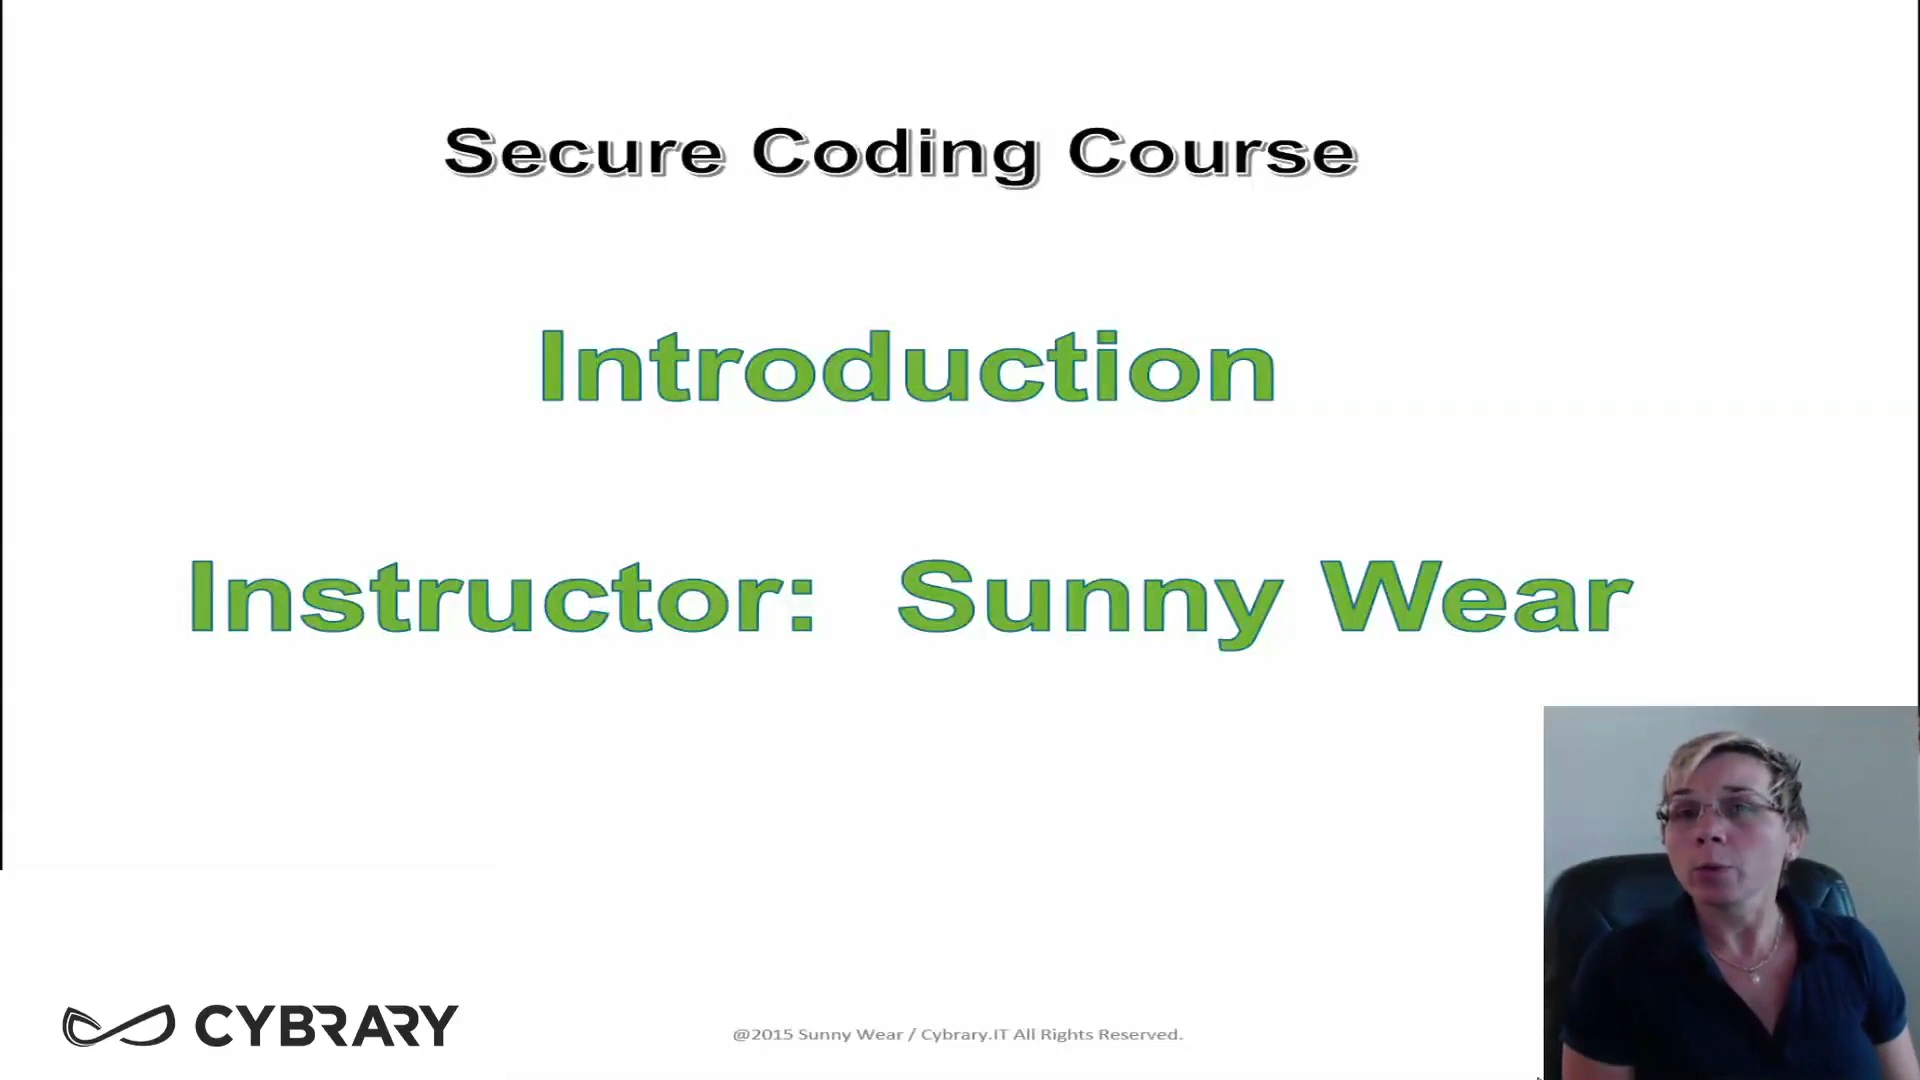 Secure Coding Course
Introduction
Instructor: Sunny Wear
CYBRARY
@2015 Sunny Wear / Cybrary.IT All Rights Reserved.